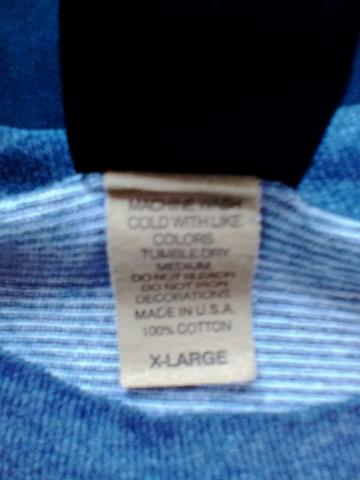 MACHINE WASH
COLD WITH LIKE
COLORS.
TUMBLE DRY
MEDIUM.
DO NOT BLEACH.
DO NOT IRON
DECORATIONS
MADE IN U.S.A.
100% COTTON
X-LARGE